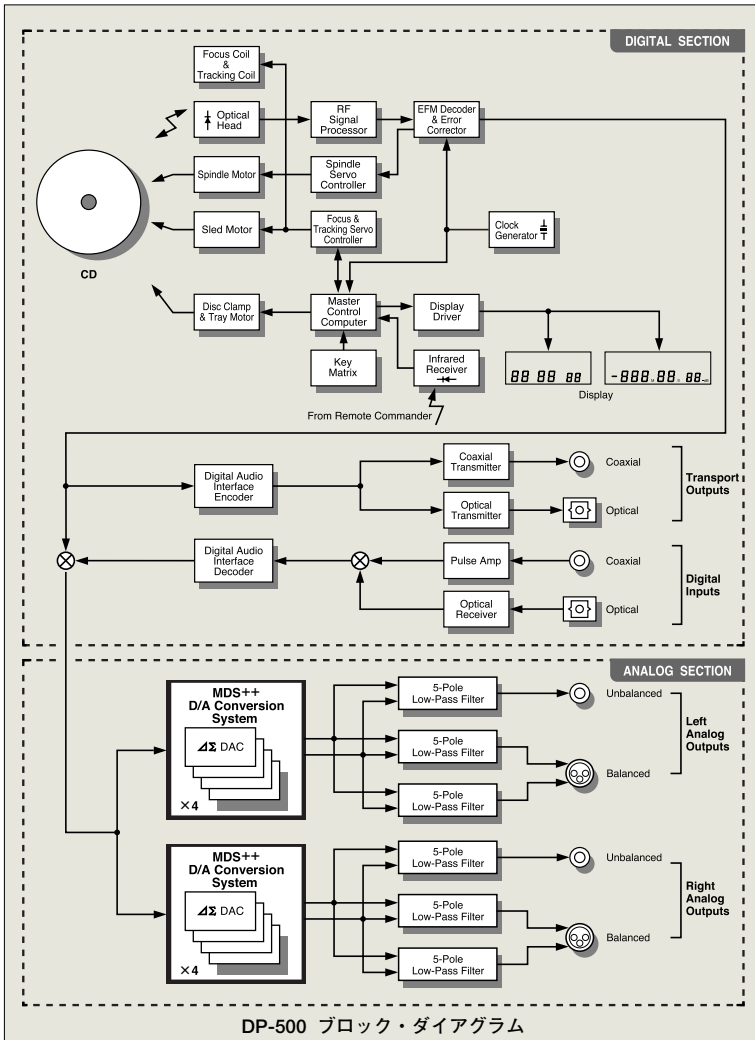 DIGITAL SECTION
Focus Coil
&
Tracking Coil
Optical
Head
RF
Signal
Processor
EFM Decoder
& Error
Corrector
Spindle Motor
Spindle
Servo
Controller
Sled Motor
Focus &
Tracking Servo
Controller
Clock
Generator
CD
Disc Clamp
& Tray Motor
Master
Control
Computer
Display
Driver
Key
Matrix
Infrared
Receiver
88 88 88
-888.M 88.S 88-dB
Display
From Remote Commander
Digital Audio
Interface
Encoder
Coaxial
Transmitter
Coaxial
Optical
Transmitter
Optical
Transport
Outputs
Digital Audio
Interface
Decoder
Pulse Amp
Coaxial
Optical
Receiver
Optical
Digital
Inputs
ANALOG SECTION
MDS++
D/A Conversion
System
ΔΣ DAC
×4
5-Pole
Low-Pass Filter
Unbalanced
5-Pole
Low-Pass Filter
Balanced
5-Pole
Low-Pass Filter
Left
Analog
Outputs
MDS++
D/A Conversion
System
ΔΣ DAC
×4
5-Pole
Low-Pass Filter
Unbalanced
5-Pole
Low-Pass Filter
Balanced
5-Pole
Low-Pass Filter
Right
Analog
Outputs
DP-500 ブロック・ダイアグラム